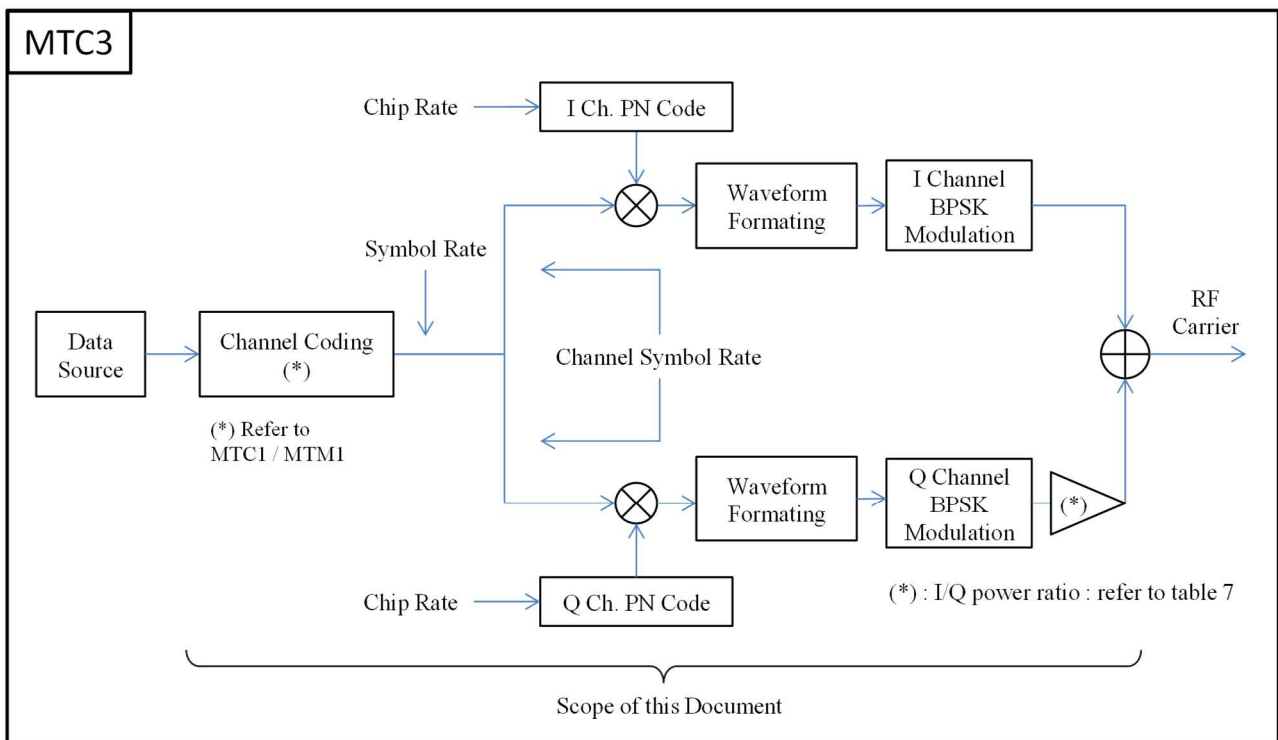 MTC3
Chip Rate
I Ch. PN Code
Waveform
Formating
I Channel
BPSK
Modulation
Symbol Rate
RF
Carrier
Data
Source
Channel Coding
(*)
Channel Symbol Rate
(*) Refer to
MTC1 / MTM1
Waveform
Formating
Q Channel
BPSK
Modulation
(*)
Chip Rate
Q Ch. PN Code
(*) : I/Q power ratio : refer to table 7
Scope of this Document